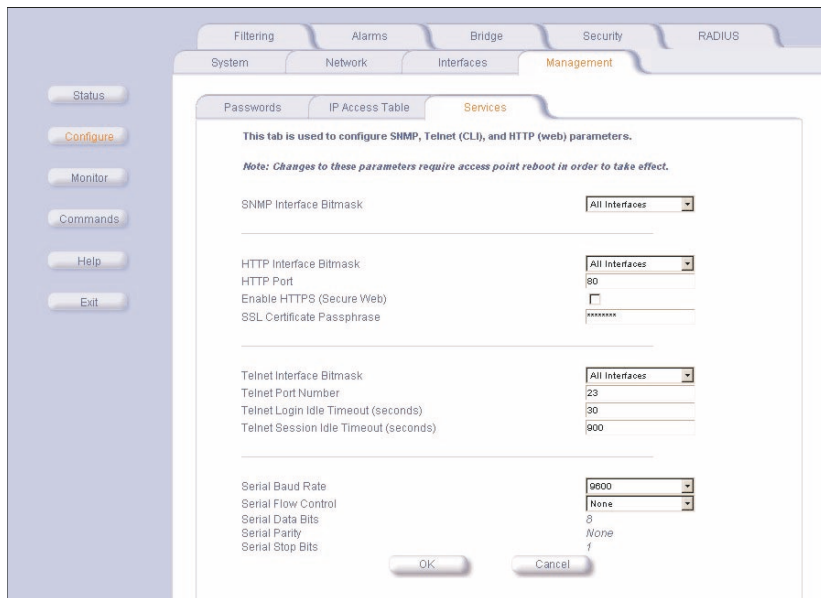 Filtering Alarms Bridge Security RADIUS
System Network Interfaces Management
Status
Configure
Monitor
Commands
Help
Exit
Passwords IP Access Table Services
This tab is used to configure SNMP, Telnet (CLI), and HTTP (web) parameters.
Note: Changes to these parameters require access point reboot in order to take effect.
SNMP Interface Bitmask All Interfaces
HTTP Interface Bitmask All Interfaces
HTTP Port 80
Enable HTTPS (Secure Web)
SSL Certificate Passphrase ********
Telnet Interface Bitmask All Interfaces
Telnet Port Number 23
Telnet Login Idle Timeout (seconds) 30
Telnet Session Idle Timeout (seconds) 900
Serial Baud Rate 9600
Serial Flow Control None
Serial Data Bits 8
Serial Parity None
Serial Stop Bits 1
OK Cancel